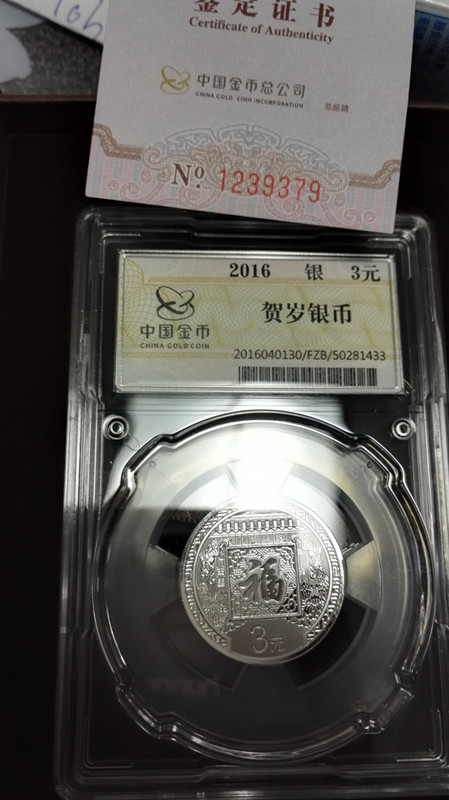 鉴定证书
Certificate of Authenticity
中国金币总公司
CHINA GOLD COIN INCORPORATION
总经销
No. 1239379
2016 银 3元
中国金币
CHINA GOLD COIN
贺岁银币
2016040130/FZB/50281433
福
3元